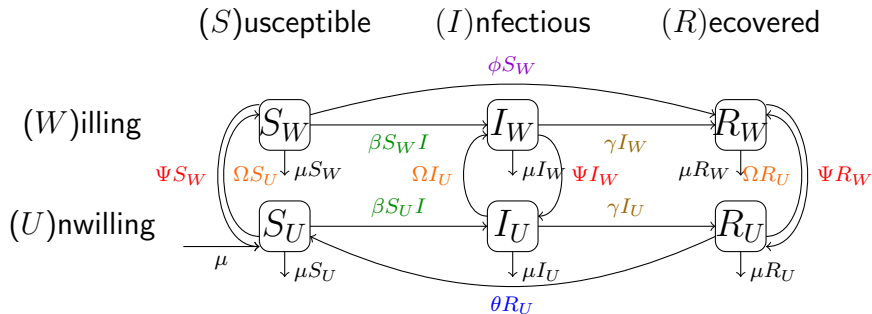 (S)usceptible (I)nfectious (R)ecovered
ϕS_W
(W)illing S_W I_W R_W
βS_W I γI_W
ΨS_W ΩS_U μS_W ΩI_U μI_W ΨI_W μR_W ΩR_U ΨR_W
βS_U I γI_U
(U)nwilling S_U I_U R_U
μ μS_U μI_U μR_U
θR_U